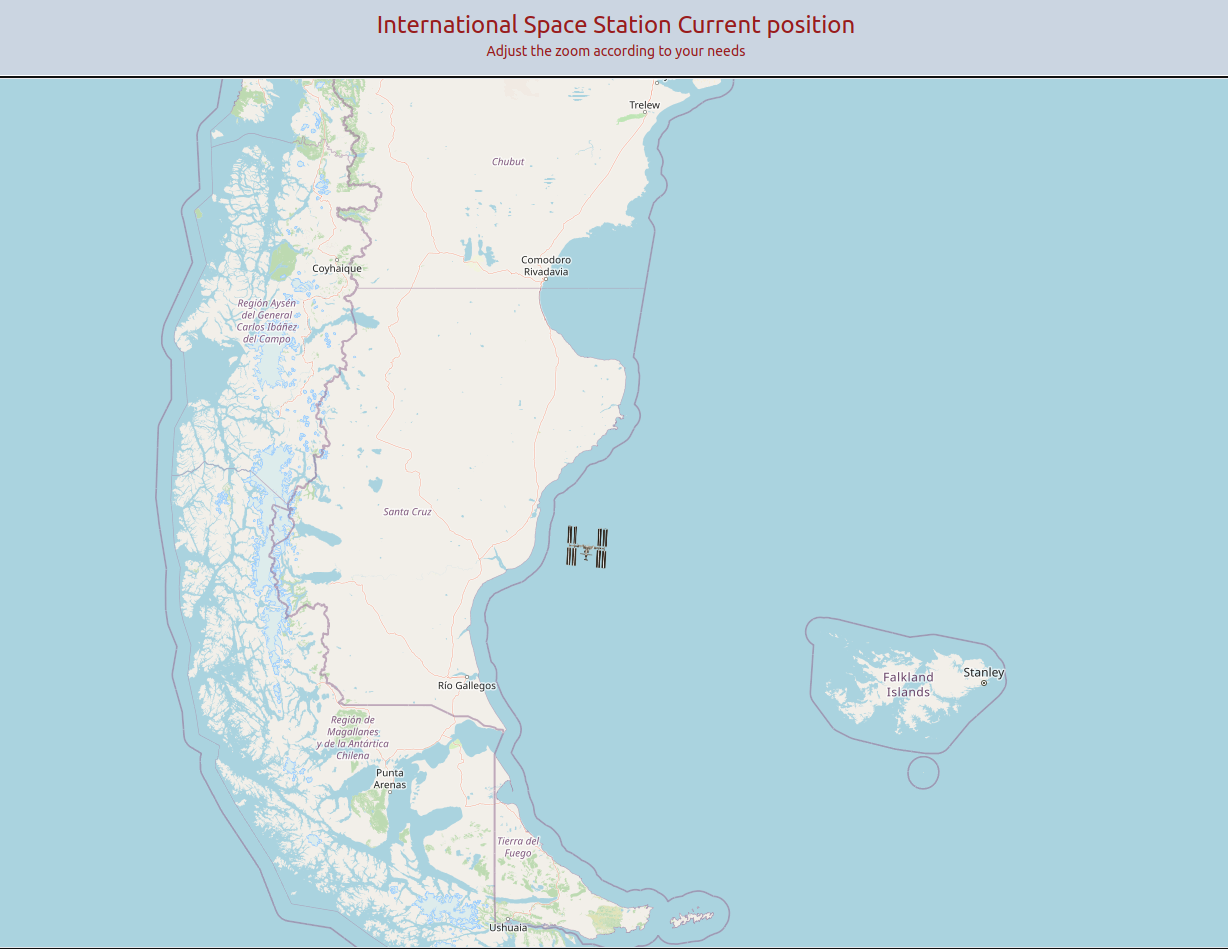 International Space Station Current position
Adjust the zoom according to your needs
Trelew
Chubut
Comodoro
Rivadavia
Coyhaique
Región Aysén
del General
Carlos Ibáñez
del Campo
Santa Cruz
Falkland
Islands
Stanley
Río Gallegos
Región de
Magallanes
y de la Antártica
Chilena
Punta
Arenas
Tierra del
Fuego
Ushuaia